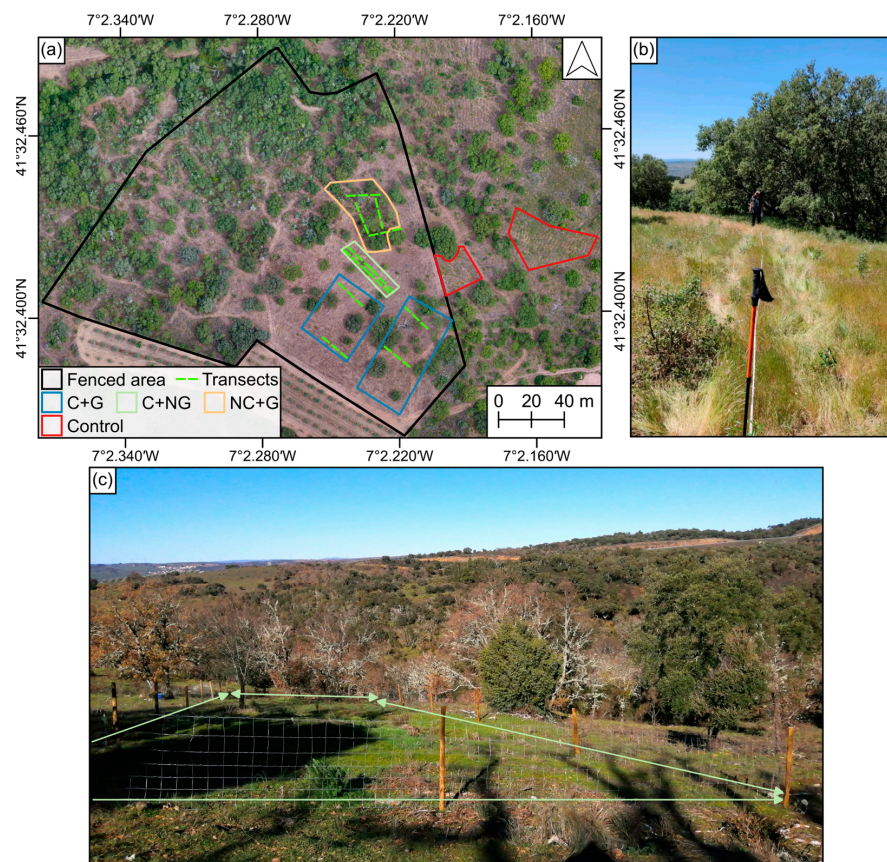 7°2.340'W 7°2.280'W 7°2.220'W 7°2.160'W
(a)
(b)
41°32.460'N
41°32.460'N
41°32.400'N
41°32.400'N
Fenced area Transects
C+G C+NG NC+G
Control
0 20 40 m
7°2.340'W 7°2.280'W 7°2.220'W 7°2.160'W
(c)